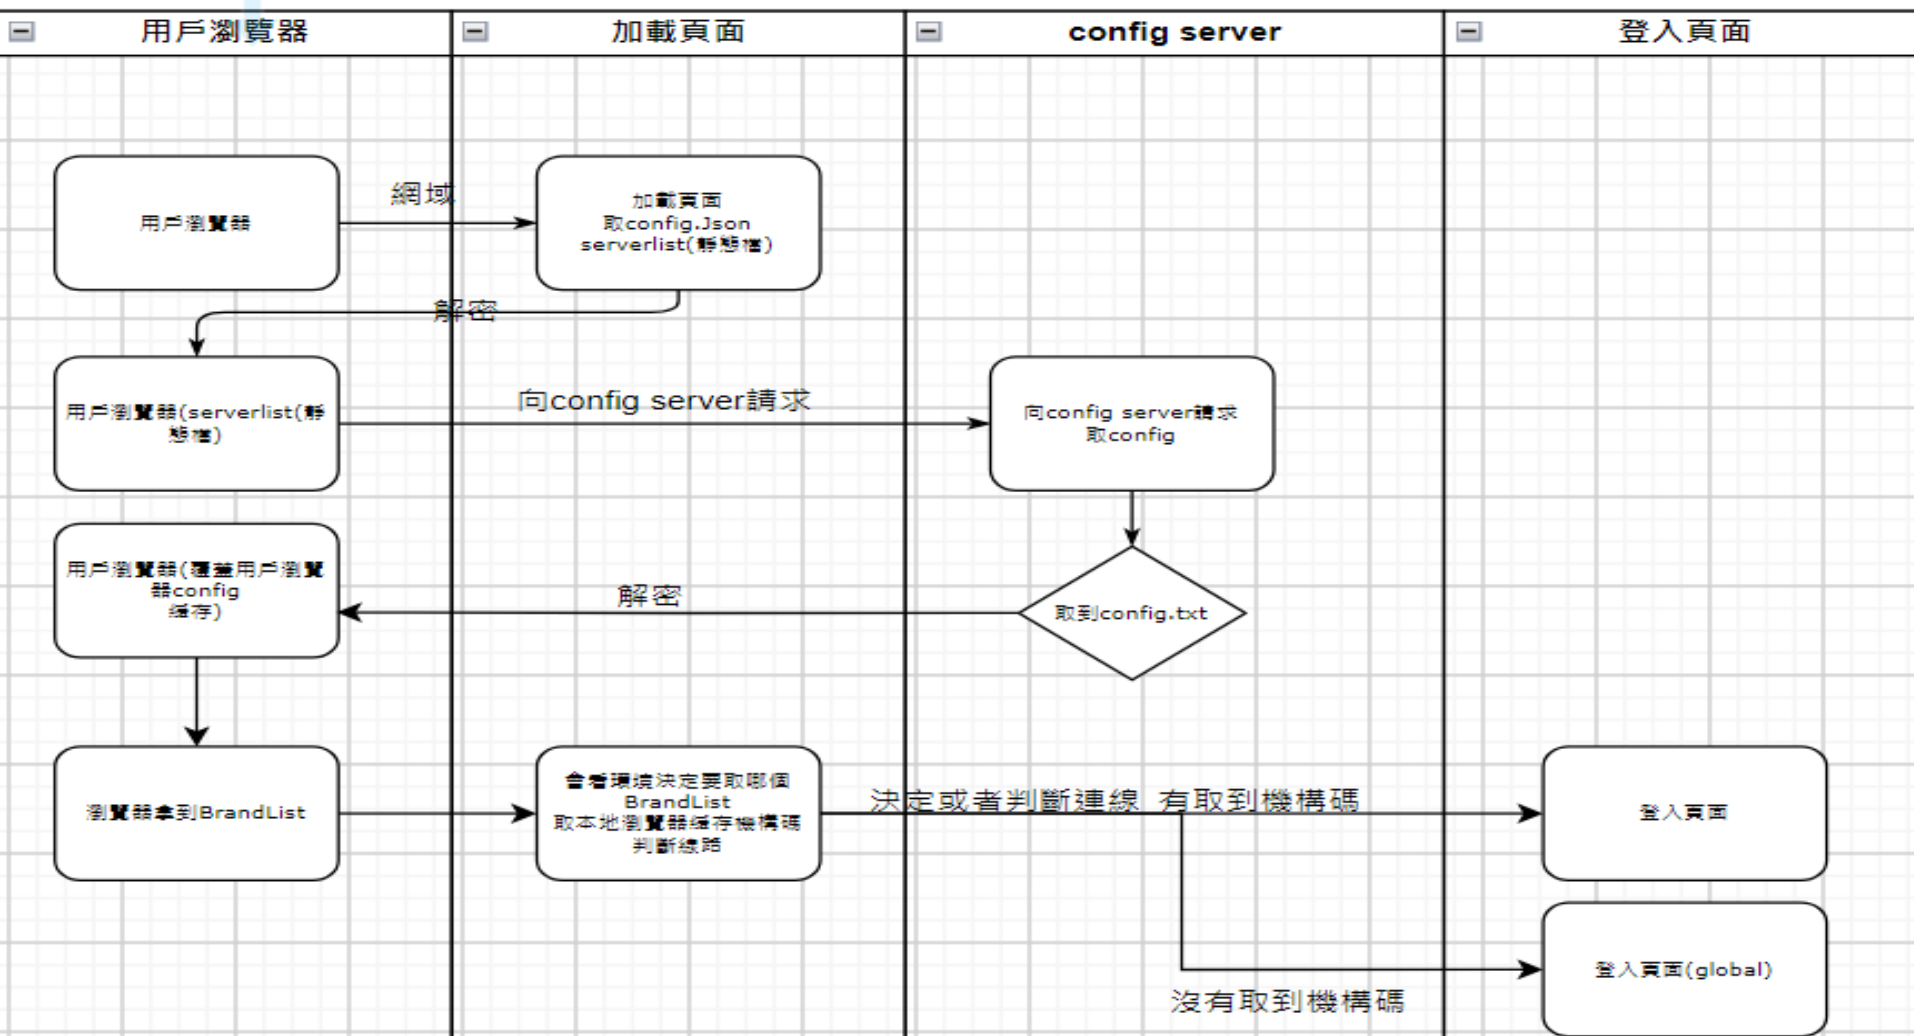 用戶瀏覽器
加載頁面
config server
登入頁面
用戶瀏覽器
網域
加載頁面
取config.Json
serverlist(靜態檔)
解密
用戶瀏覽器(serverlist(靜
態檔)
向config server請求
向config server請求
取config
用戶瀏覽器(覆蓋用戶瀏覽
器config
緩存)
解密
取到config.txt
瀏覽器拿到BrandList
會看環境決定要取哪個
BrandList
取本地瀏覽器緩存機構碼
判斷線路
決定或者判斷連線 有取到機構碼
登入頁面
登入頁面(global)
沒有取到機構碼